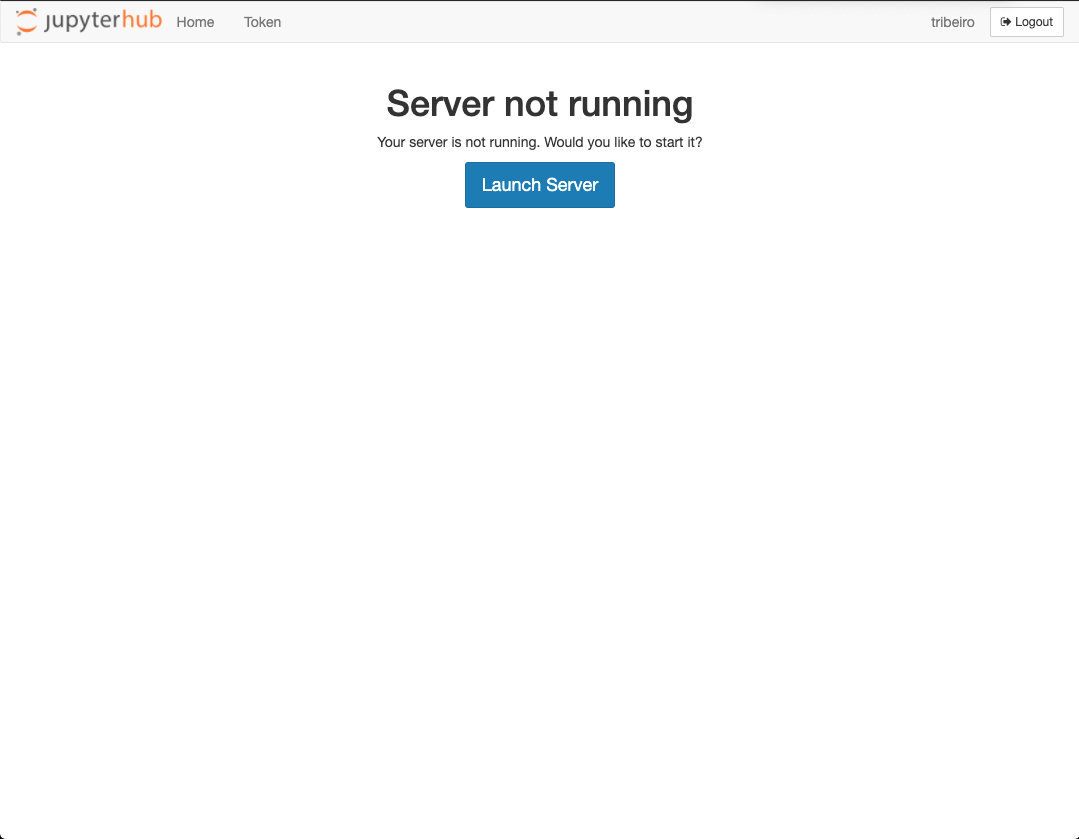 jupyterhub Home Token tribeiro Logout
Server not running
Your server is not running. Would you like to start it?
Launch Server